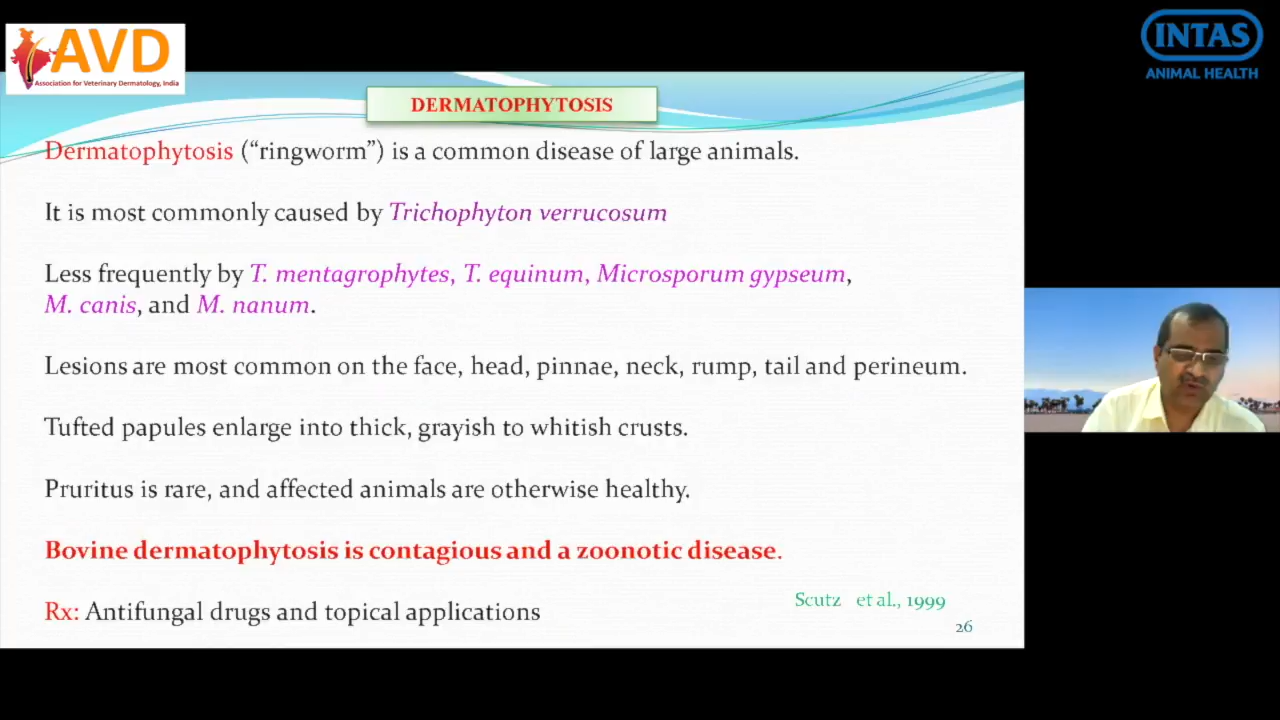 AVD
Association for Veterinary Dermatology, India
INTAS
ANIMAL HEALTH
DERMATOPHYTOSIS
Dermatophytosis (“ringworm”) is a common disease of large animals.
It is most commonly caused by Trichophyton verrucosum
Less frequently by T. mentagrophytes, T. equinum, Microsporum gypseum,
M. canis, and M. nanum.
Lesions are most common on the face, head, pinnae, neck, rump, tail and perineum.
Tufted papules enlarge into thick, grayish to whitish crusts.
Pruritus is rare, and affected animals are otherwise healthy.
Bovine dermatophytosis is contagious and a zoonotic disease.
Rx: Antifungal drugs and topical applications
Scutz et al., 1999
26